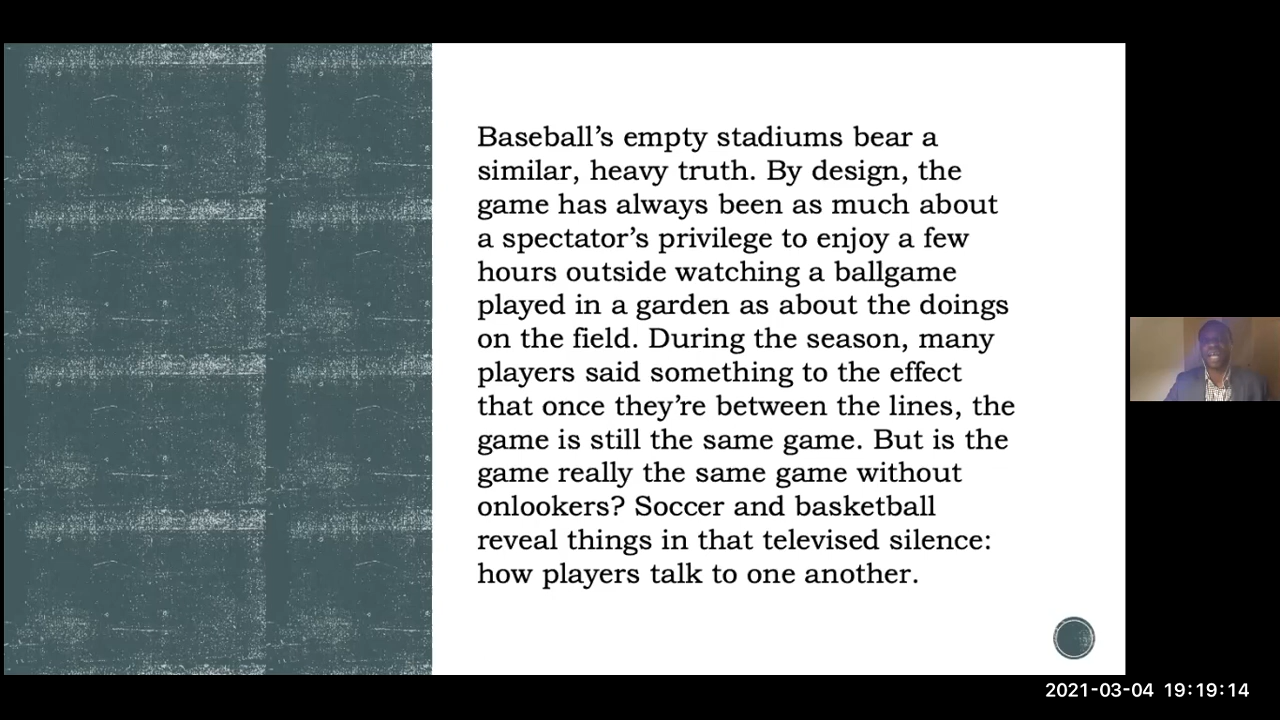 Baseball’s empty stadiums bear a
similar, heavy truth. By design, the
game has always been as much about
a spectator’s privilege to enjoy a few
hours outside watching a ballgame
played in a garden as about the doings
on the field. During the season, many
players said something to the effect
that once they’re between the lines, the
game is still the same game. But is the
game really the same game without
onlookers? Soccer and basketball
reveal things in that televised silence:
how players talk to one another.
2021-03-04 19:19:14